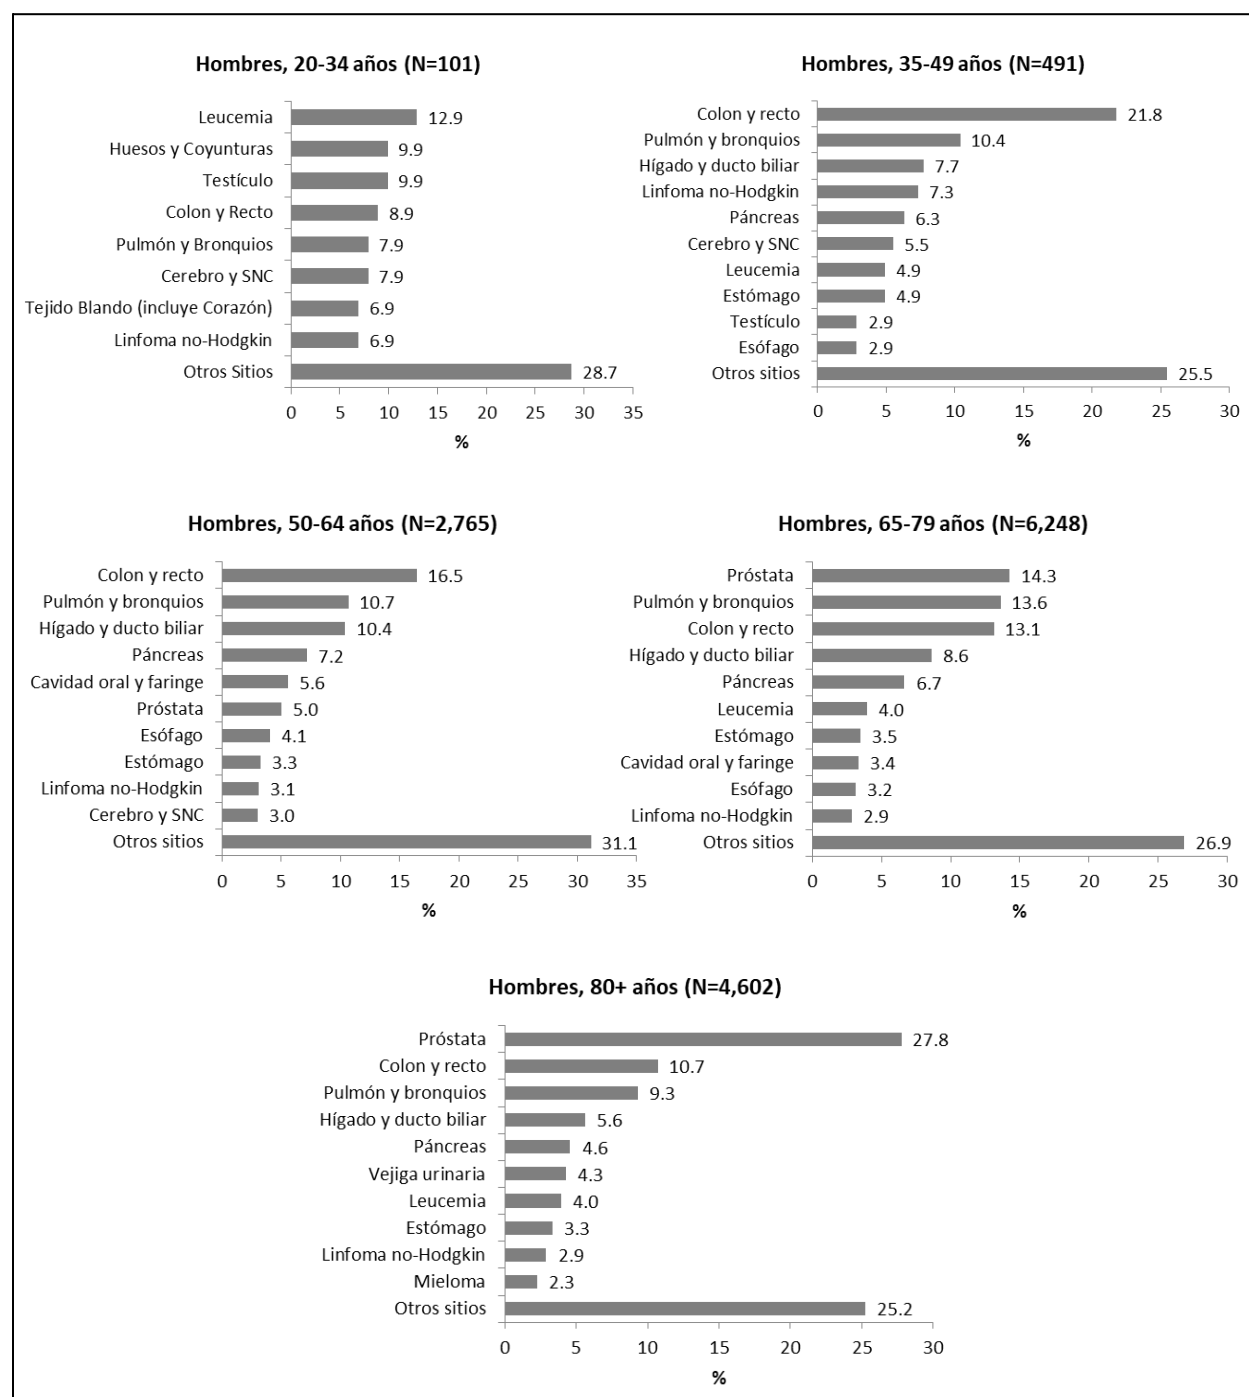 Hombres, 20-34 años (N=101)
Leucemia 12.9
Huesos y Coyunturas 9.9
Testículo 9.9
Colon y Recto 8.9
Pulmón y Bronquios 7.9
Cerebro y SNC 7.9
Tejido Blando (incluye Corazón) 6.9
Linfoma no-Hodgkin 6.9
Otros Sitios 28.7
0 5 10 15 20 25 30 35
%
Hombres, 35-49 años (N=491)
Colon y recto 21.8
Pulmón y bronquios 10.4
Hígado y ducto biliar 7.7
Linfoma no-Hodgkin 7.3
Páncreas 6.3
Cerebro y SNC 5.5
Leucemia 4.9
Estómago 4.9
Testículo 2.9
Esófago 2.9
Otros sitios 25.5
0 5 10 15 20 25 30
%
Hombres, 50-64 años (N=2,765)
Colon y recto 16.5
Pulmón y bronquios 10.7
Hígado y ducto biliar 10.4
Páncreas 7.2
Cavidad oral y faringe 5.6
Próstata 5.0
Esófago 4.1
Estómago 3.3
Linfoma no-Hodgkin 3.1
Cerebro y SNC 3.0
Otros sitios 31.1
0 5 10 15 20 25 30 35
%
Hombres, 65-79 años (N=6,248)
Próstata 14.3
Pulmón y bronquios 13.6
Colon y recto 13.1
Hígado y ducto biliar 8.6
Páncreas 6.7
Leucemia 4.0
Estómago 3.5
Cavidad oral y faringe 3.4
Esófago 3.2
Linfoma no-Hodgkin 2.9
Otros sitios 26.9
0 5 10 15 20 25 30
%
Hombres, 80+ años (N=4,602)
Próstata 27.8
Colon y recto 10.7
Pulmón y bronquios 9.3
Hígado y ducto biliar 5.6
Páncreas 4.6
Vejiga urinaria 4.3
Leucemia 4.0
Estómago 3.3
Linfoma no-Hodgkin 2.9
Mieloma 2.3
Otros sitios 25.2
0 5 10 15 20 25 30
%